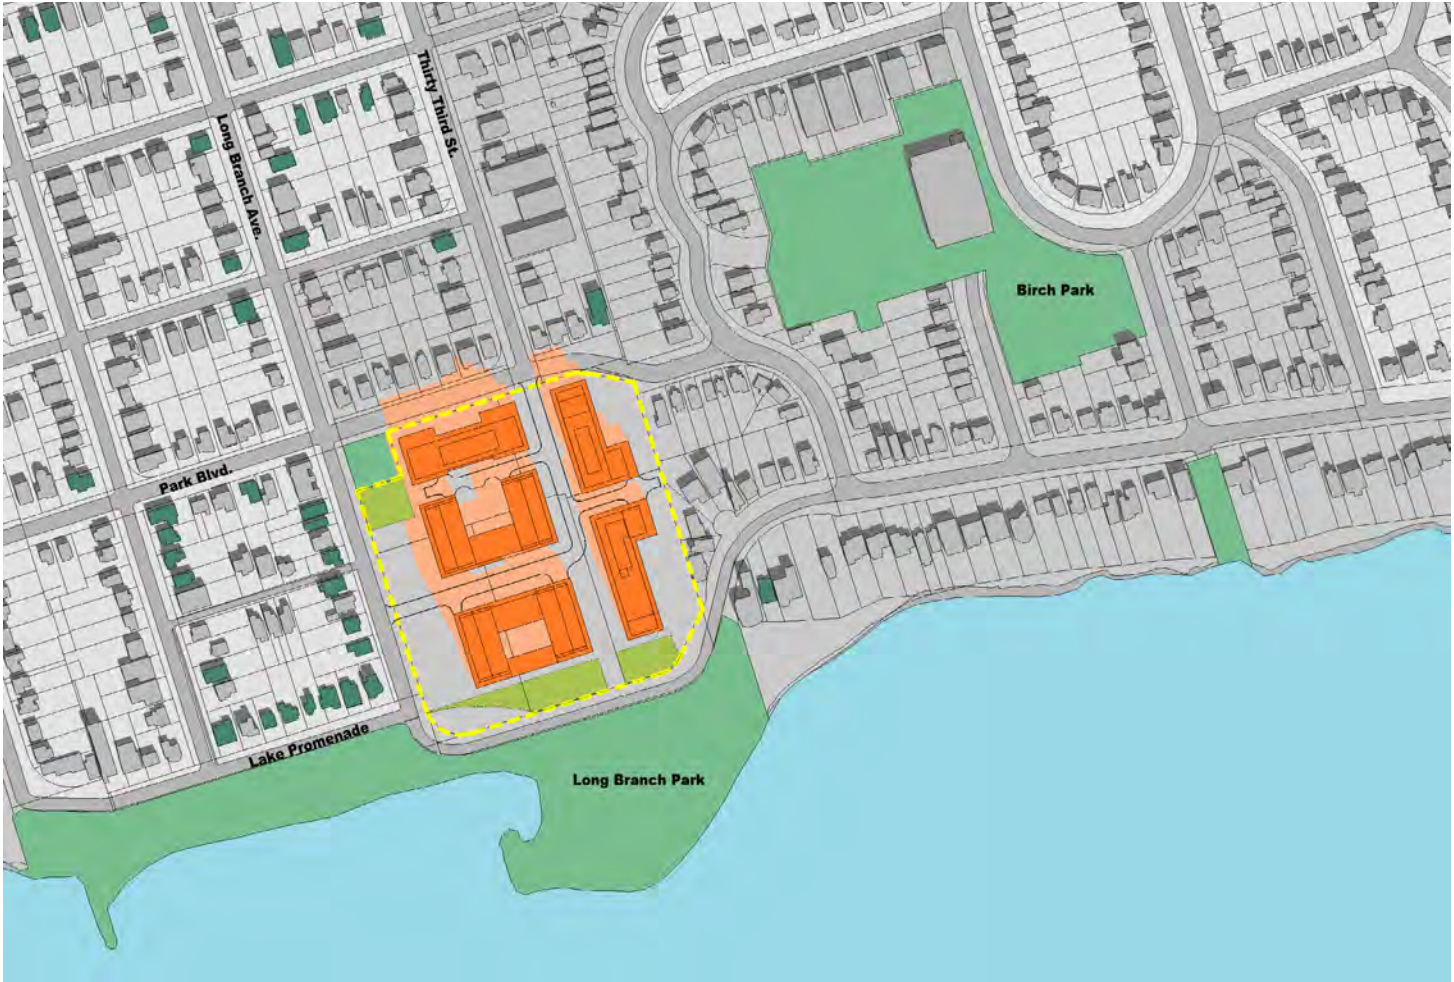 Thirty Third St.
Long Branch Ave.
Birch Park
Park Blvd.
Lake Promenade
Long Branch Park